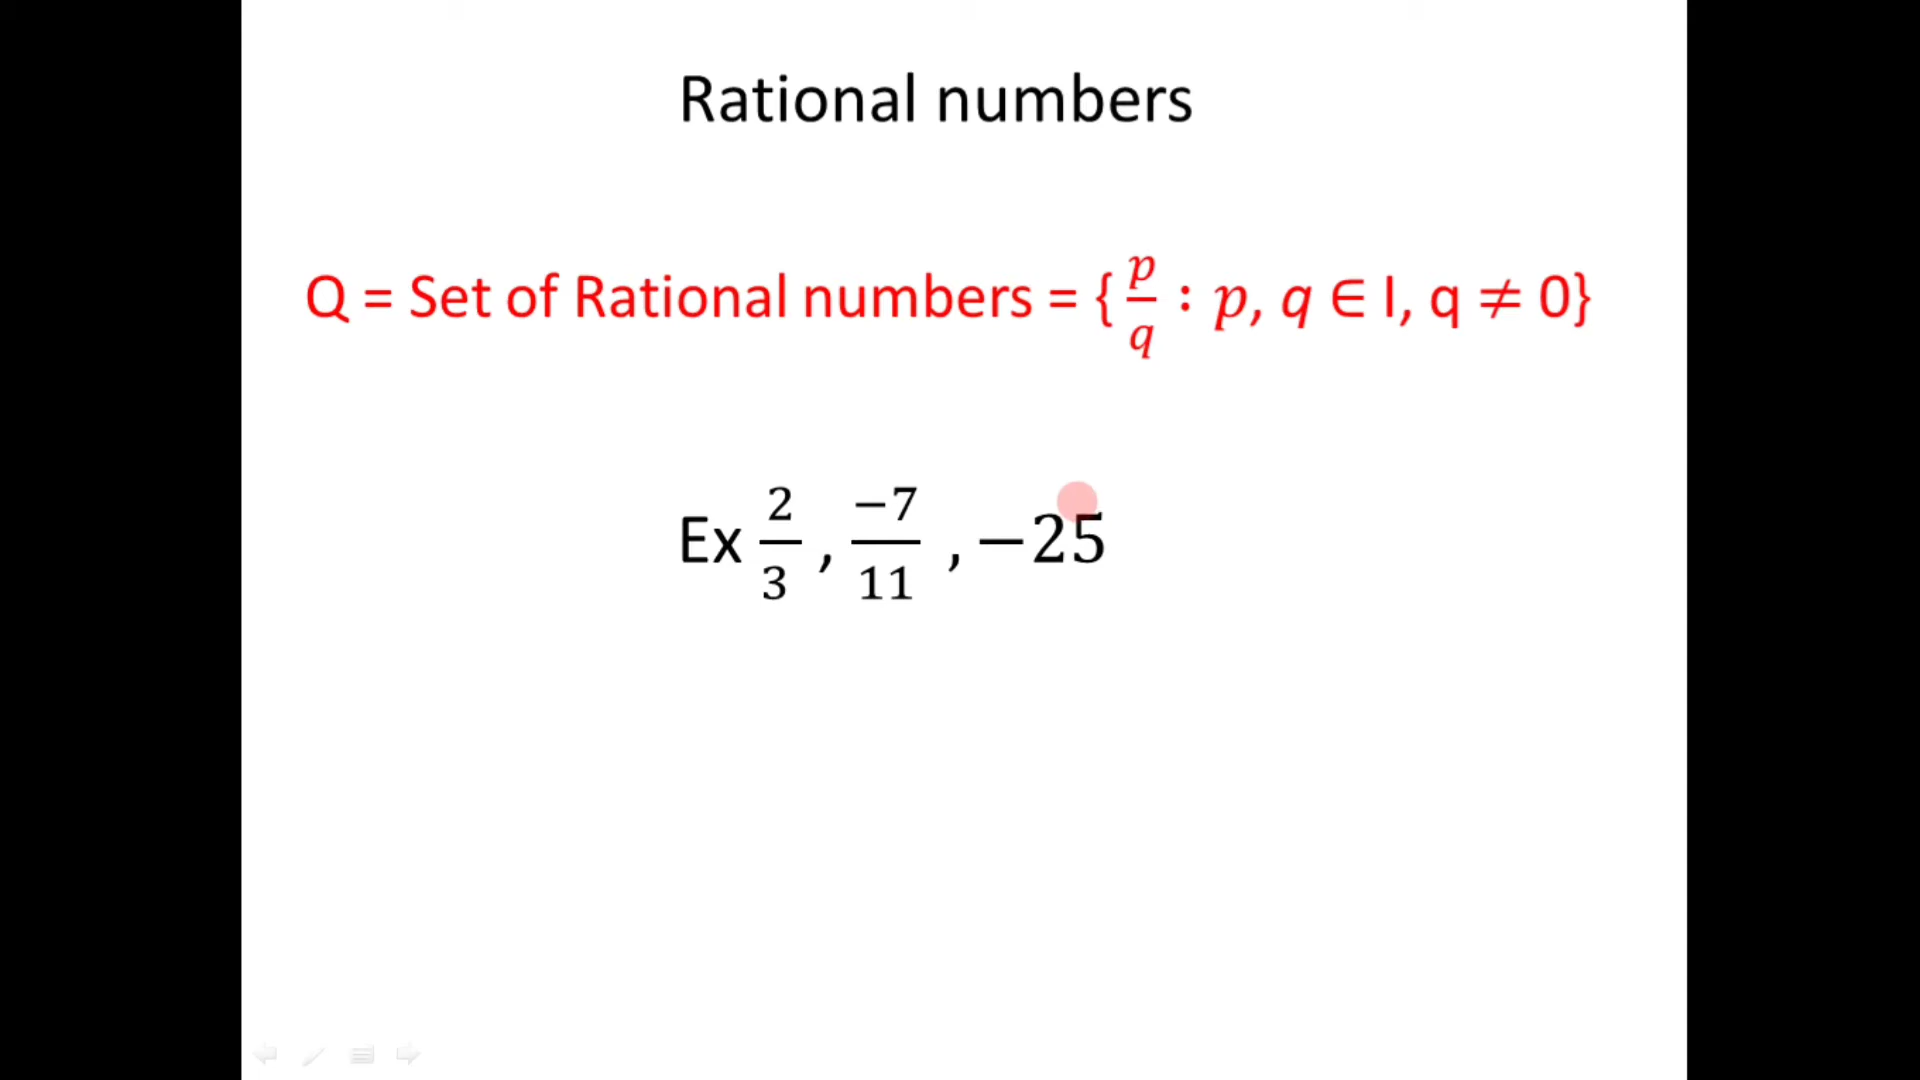 Rational numbers
Q = Set of Rational numbers = {p/q : p, q ∈ I, q ≠ 0}
Ex 2/3 , −7/11 , −25